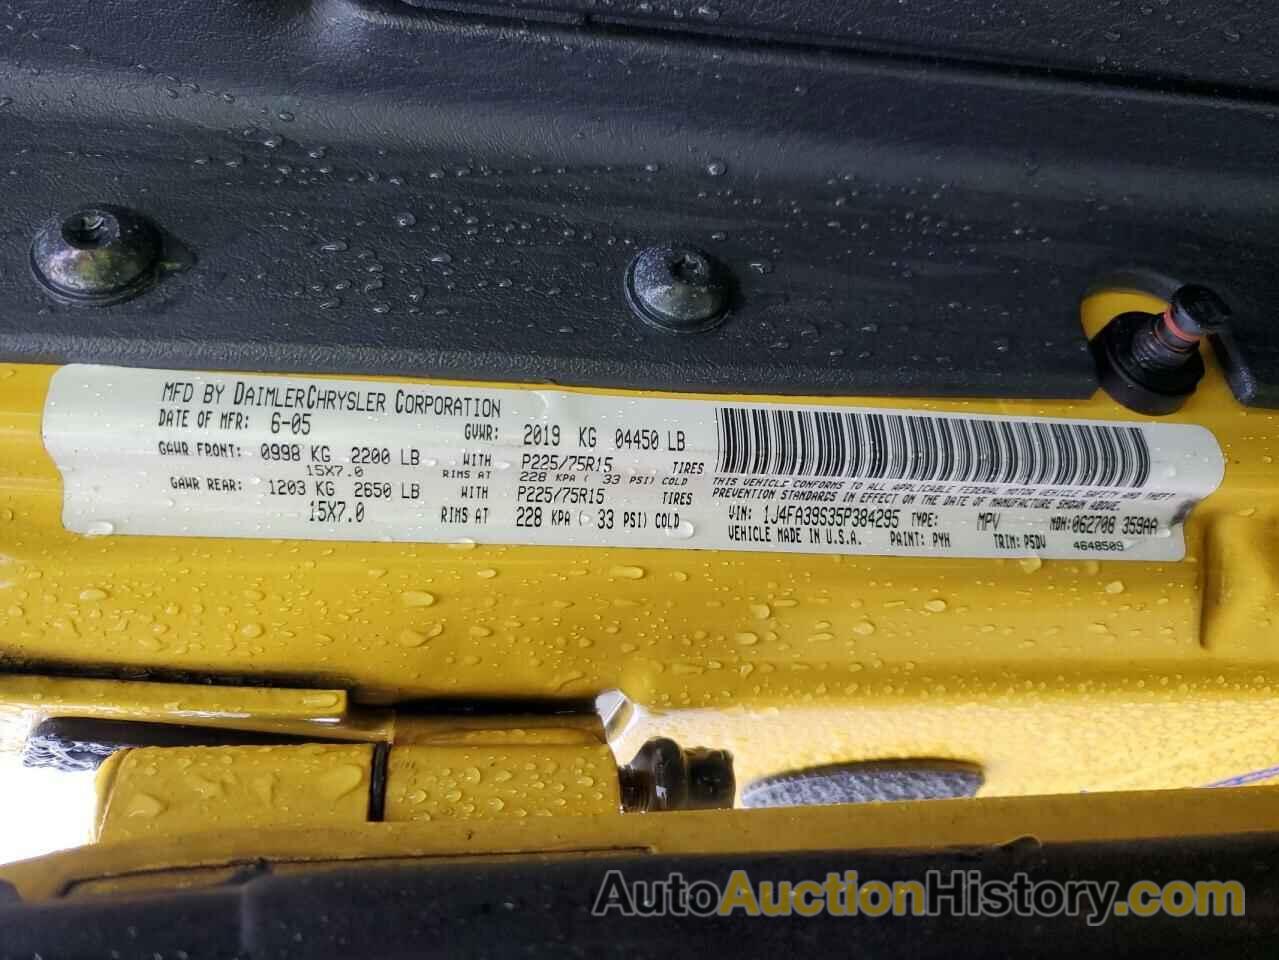 MFD BY DAIMLERCHRYSLER CORPORATION
DATE OF MFR: 6-05 GVWR: 2019 KG 04450 LB
GAWR FRONT: 0998 KG 2200 LB WITH P225/75R15 TIRES
15X7.0 RIMS AT 228 KPA ( 33 PSI) COLD
GAWR REAR: 1203 KG 2650 LB WITH P225/75R15 TIRES
15X7.0 RIMS AT 228 KPA ( 33 PSI) COLD
THIS VEHICLE CONFORMS TO ALL APPLICABLE FEDERAL MOTOR VEHICLE SAFETY AND THEFT
PREVENTION STANDARDS IN EFFECT ON THE DATE OF MANUFACTURE SHOWN ABOVE.
VIN: 1J4FA39S35P384295 TYPE: MPV MDH:062708 359AA
VEHICLE MADE IN U.S.A. PAINT: PYH TRIM: P5DV 4648509
AutoAuctionHistory.com